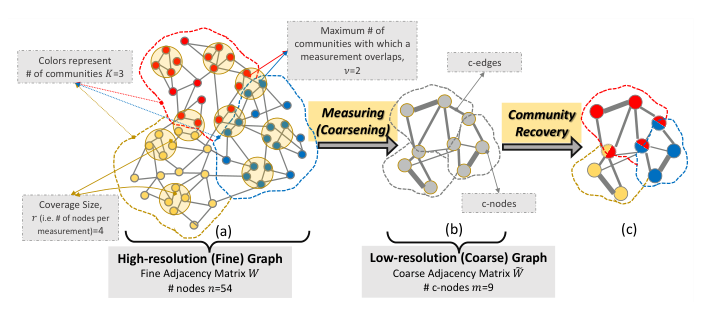 Colors represent
# of communities K=3
Maximum # of
communities with which a
measurement overlaps,
ν=2
c-edges
Measuring
(Coarsening)
Community
Recovery
Coverage Size,
r (i.e. # of nodes per
measurement)=4
c-nodes
(a)
(b)
(c)
High-resolution (Fine) Graph
Fine Adjacency Matrix W
# nodes n=54
Low-resolution (Coarse) Graph
Coarse Adjacency Matrix W̃
# c-nodes m=9